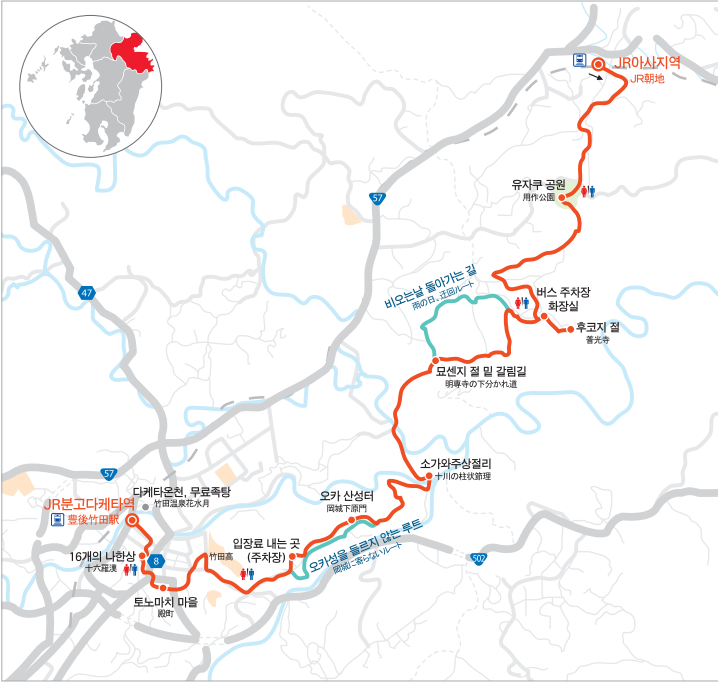 JR아사지역
JR朝地
유자쿠 공원
用作公園
57
비오는날 돌아가는 길
雨の日、迂回ルート
버스 주차장
화장실
후코지 절
善光寺
47
묘센지 절 밑 갈림길
明専寺の下分かれ道
소가와주상절리
十川の柱状節理
57
다케타온천, 무료족탕
竹田温泉花水月
JR분고다케타역
豊後竹田駅
오카 산성터
岡城下原門
오카성을 들르지 않는 루트
岡城に寄らないルート
입장료 내는 곳
(주차장)
竹田高
16개의 나한상
十六羅漢
8
502
토노마치 마을
殿町